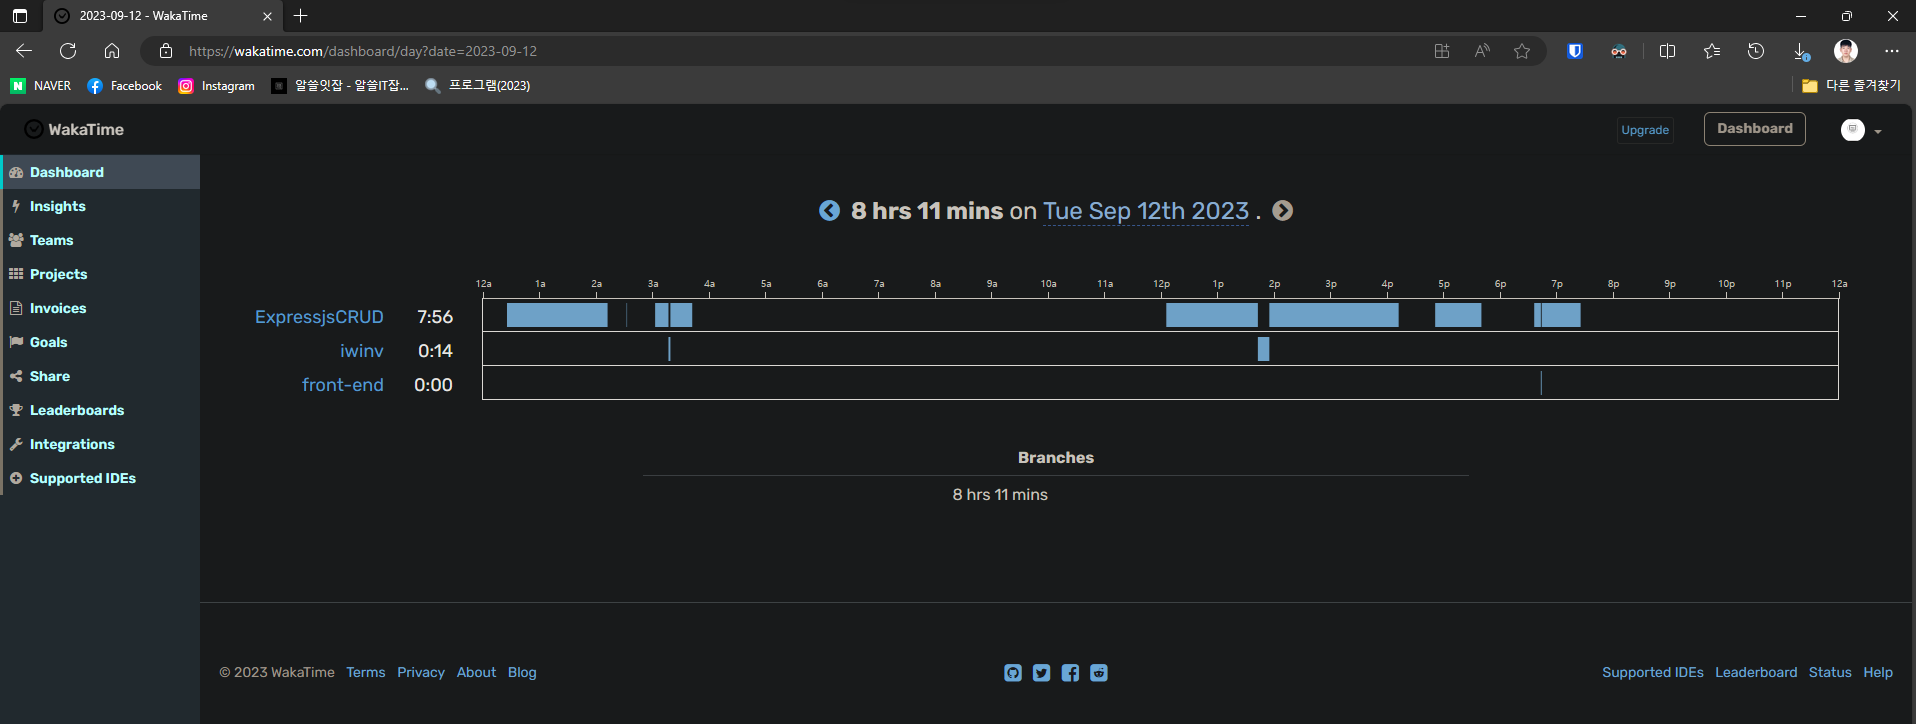 2023-09-12 - WakaTime
https://wakatime.com/dashboard/day?date=2023-09-12
NAVER Facebook Instagram 알쓸잇잡 - 알쓸IT잡... 프로그램(2023) 다른 즐겨찾기
WakaTime Upgrade Dashboard
Dashboard
Insights
Teams
Projects
Invoices
Goals
Share
Leaderboards
Integrations
Supported IDEs
8 hrs 11 mins on Tue Sep 12th 2023 .
12a 1a 2a 3a 4a 5a 6a 7a 8a 9a 10a 11a 12p 1p 2p 3p 4p 5p 6p 7p 8p 9p 10p 11p 12a
ExpressjsCRUD 7:56
iwinv 0:14
front-end 0:00
Branches
8 hrs 11 mins
© 2023 WakaTime Terms Privacy About Blog Supported IDEs Leaderboard Status Help